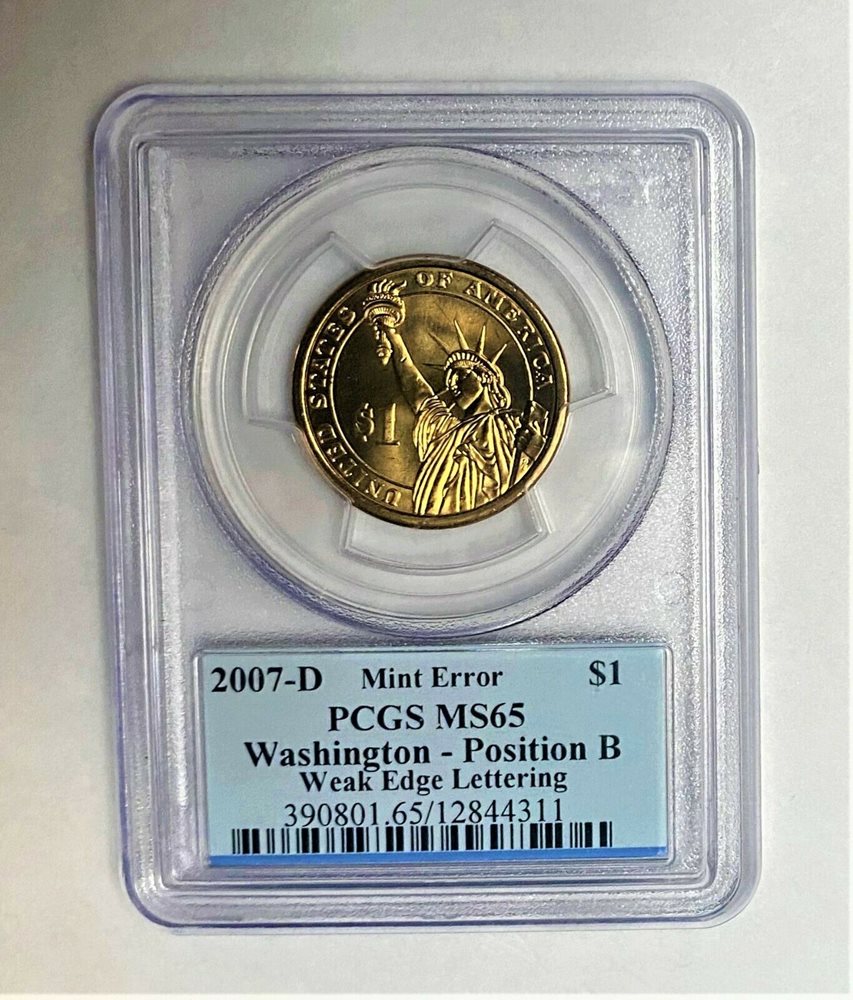 UNITED STATES OF AMERICA
$1
2007-D Mint Error $1
PCGS MS65
Washington - Position B
Weak Edge Lettering
390801.65/12844311